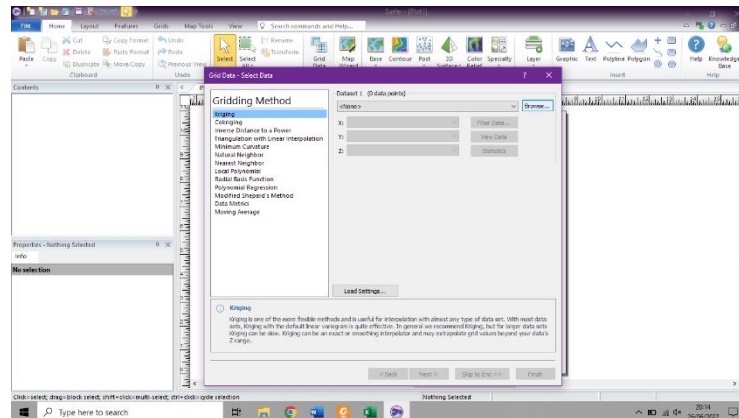 Surfer - [Plot1]
File Home Layout Features Grids Map Tools View Search commands and Help...
Paste Copy Cut Copy Format Undo Select Select All Rename Grid Data Map Wizard Base Contour Post 3D Surface Color Relief Specialty Layer Graphic Text Polyline Polygon Help Knowledge Base
Delete Paste Format Redo Transform
Duplicate Move/Copy Previous View
Clipboard Undo Insert Help
Contents
Grid Data - Select Data
Gridding Method
Kriging
Cokriging
Inverse Distance to a Power
Triangulation with Linear Interpolation
Minimum Curvature
Natural Neighbor
Nearest Neighbor
Local Polynomial
Radial Basis Function
Polynomial Regression
Modified Shepard's Method
Data Metrics
Moving Average
Dataset 1 (0 data points)
<None> Browse...
X: Filter Data...
Y: View Data
Z: Statistics
Load Settings...
Kriging
Kriging is one of the more flexible methods and is useful for interpolation with almost any type of data set. With most data
sets, Kriging with the default linear variogram is quite effective. In general we recommend Kriging, but for larger data sets
Kriging can be slow. Kriging can be an exact or smoothing interpolator and may extrapolate grid values beyond your data's
Z range.
< Back Next > Skip to End >> Finish
Properties - Nothing Selected
Info
No selection
Click=select; drag=block select; shift+click=multi-select; ctrl+click=cycle selection Nothing Selected
Type here to search
20:14
26/06/2022